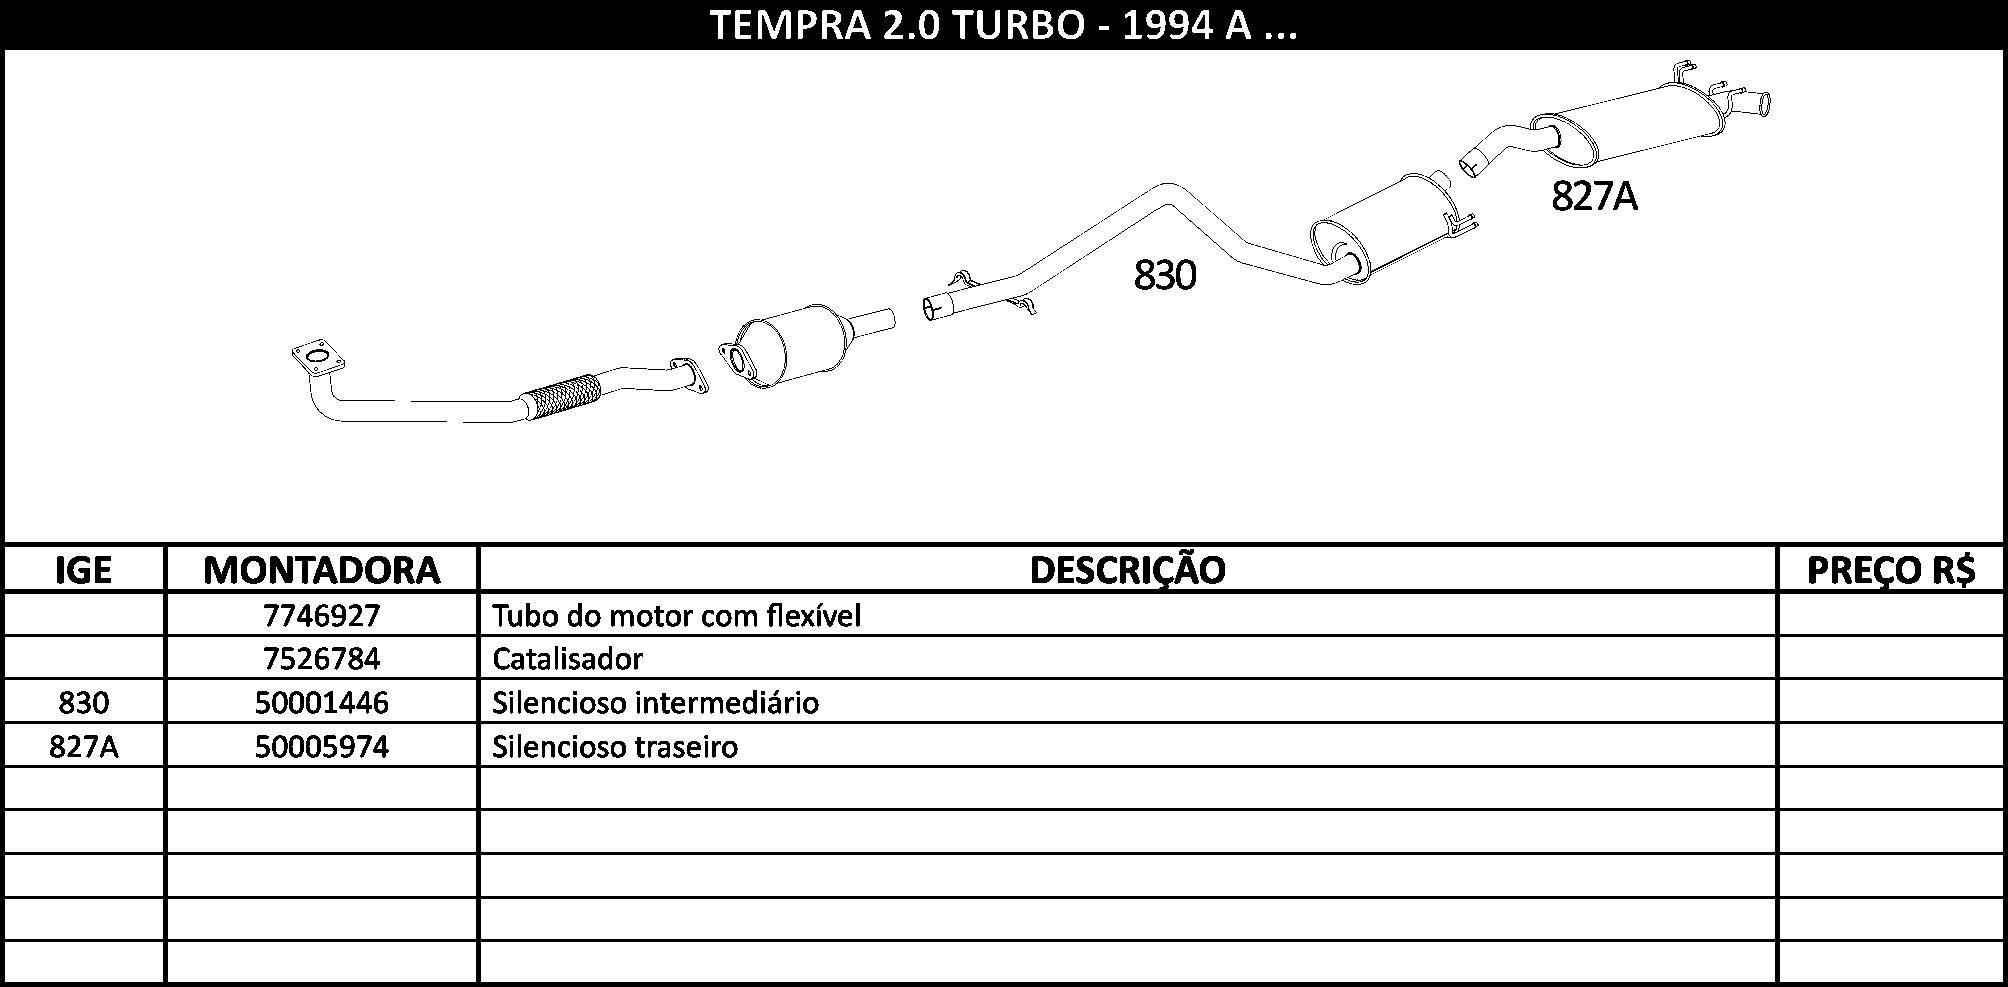 TEMPRA 2.0 TURBO - 1994 A ...
827A
830
IGE MONTADORA DESCRIÇÃO PREÇO R$
7746927 Tubo do motor com flexível
7526784 Catalisador
830 50001446 Silencioso intermediário
827A 50005974 Silencioso traseiro